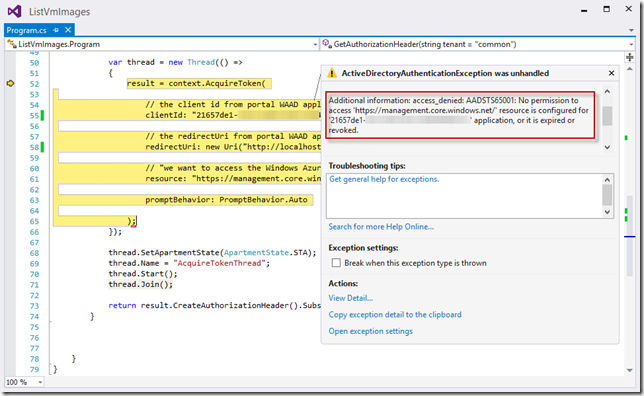 ListVmImages
Program.cs
ListVmImages.Program
GetAuthorizationHeader(string tenant = "common")
49
50 var thread = new Thread(() =>
51 {
52 result = context.AcquireToken(
53
54 // the client id from portal WAAD appl
55 clientId: "21657de1-
56
57 // the redirectUri from portal WAAD ap
58 redirectUri: new Uri("http://localhost
59
60 // "we want to access the Windows Azur
61 resource: "https://management.core.win
62
63 promptBehavior: PromptBehavior.Auto
64
65 );
66 });
67
68 thread.SetApartmentState(ApartmentState.STA);
69 thread.Name = "AcquireTokenThread";
70 thread.Start();
71 thread.Join();
72
73 return result.CreateAuthorizationHeader().Subs
74 }
75
76
77
78 }
79 }
100 %
ActiveDirectoryAuthenticationException was unhandled
Additional information: access_denied: AADSTS65001: No permission to
access 'https://management.core.windows.net/' resource is configured for
'21657de1- ' application, or it is expired or
revoked.
Troubleshooting tips:
Get general help for exceptions.
Search for more Help Online...
Exception settings:
Break when this exception type is thrown
Actions:
View Detail...
Copy exception detail to the clipboard
Open exception settings